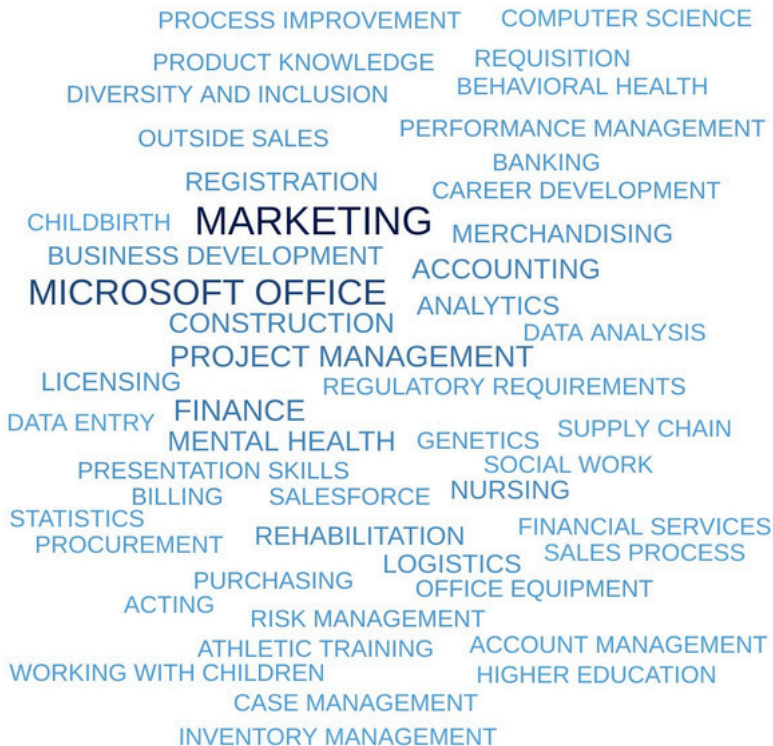 PROCESS IMPROVEMENT
COMPUTER SCIENCE
PRODUCT KNOWLEDGE
REQUISITION
DIVERSITY AND INCLUSION
BEHAVIORAL HEALTH
OUTSIDE SALES
PERFORMANCE MANAGEMENT
BANKING
REGISTRATION
CAREER DEVELOPMENT
CHILDBIRTH
MARKETING
MERCHANDISING
BUSINESS DEVELOPMENT
ACCOUNTING
MICROSOFT OFFICE
ANALYTICS
CONSTRUCTION
DATA ANALYSIS
PROJECT MANAGEMENT
LICENSING
REGULATORY REQUIREMENTS
DATA ENTRY
FINANCE
SUPPLY CHAIN
MENTAL HEALTH
GENETICS
PRESENTATION SKILLS
SOCIAL WORK
BILLING
SALESFORCE
NURSING
STATISTICS
FINANCIAL SERVICES
PROCUREMENT
REHABILITATION
SALES PROCESS
LOGISTICS
PURCHASING
OFFICE EQUIPMENT
ACTING
RISK MANAGEMENT
ATHLETIC TRAINING
ACCOUNT MANAGEMENT
WORKING WITH CHILDREN
HIGHER EDUCATION
CASE MANAGEMENT
INVENTORY MANAGEMENT